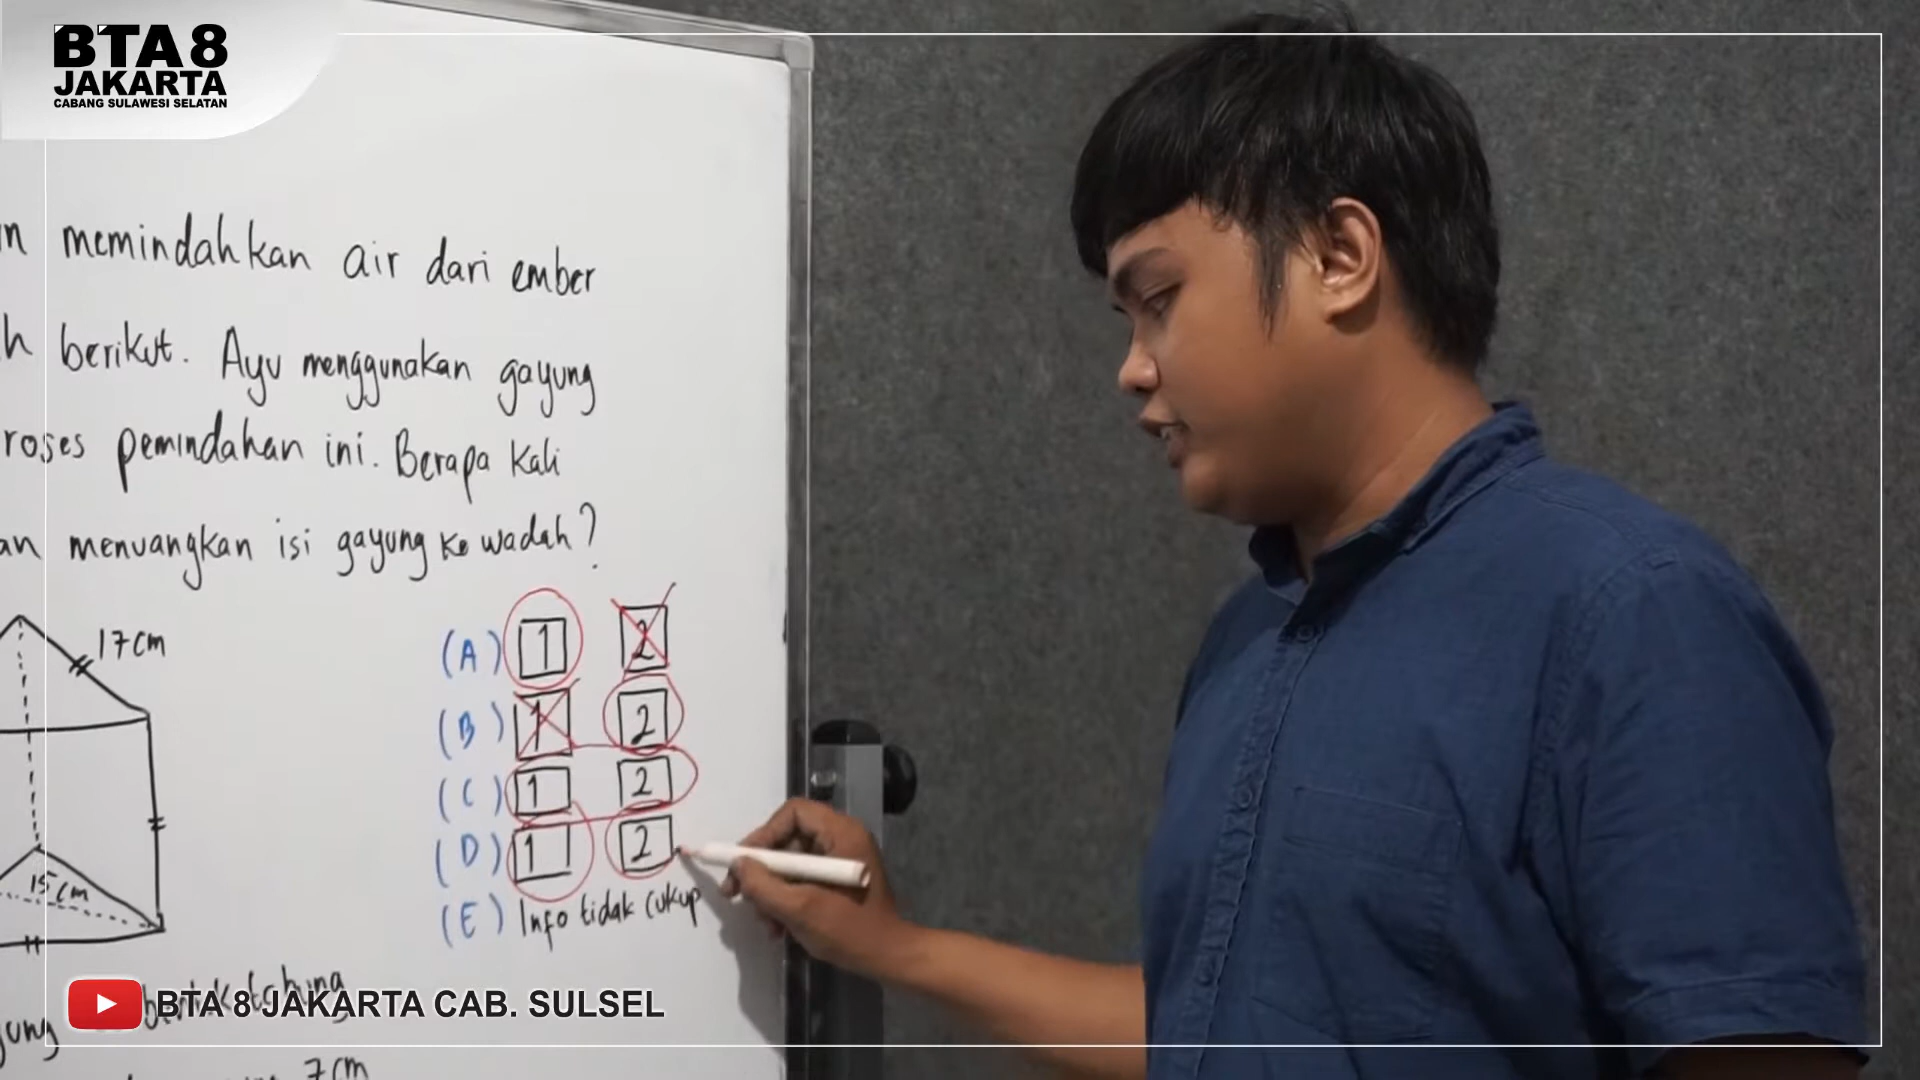 BTA 8
JAKARTA
CABANG SULAWESI SELATAN
memindahkan air dari ember
h berikut. Ayu menggunakan gayung
roses pemindahan ini. Berapa kali
an menuangkan isi gayung ke wadah?
17 cm
15 cm
(A) 1 2
(B) 1 2
(C) 1 2
(D) 1 2
(E) Info tidak cukup
BTA 8 JAKARTA CAB. SULSEL
7 cm